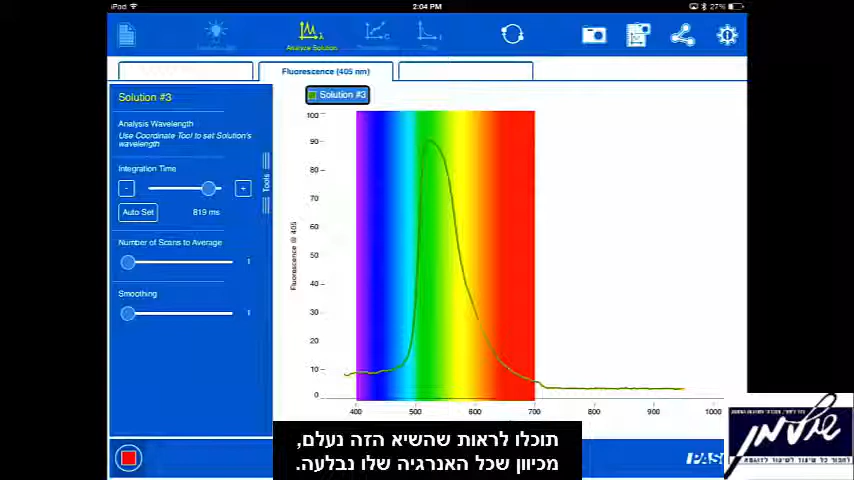 iPod
2:04 PM
27%
Analyze Solution
Time
Fluorescence (405 nm)
Solution #3
Solution #3
Analysis Wavelength
Use Coordinate Tool to set Solution's
wavelength
Integration Time
- +
Auto Set 819 ms
Number of Scans to Average
1
Smoothing
1
Tools
Fluorescence @ 405
100
90
80
70
60
50
40
30
20
10
0
400 500 600 700 800 900 1000
תוכלו לראות שהשיא הזה נעלם,
מכיוון שכל האנרגיה שלו נבלעה.
PAS
שולמן